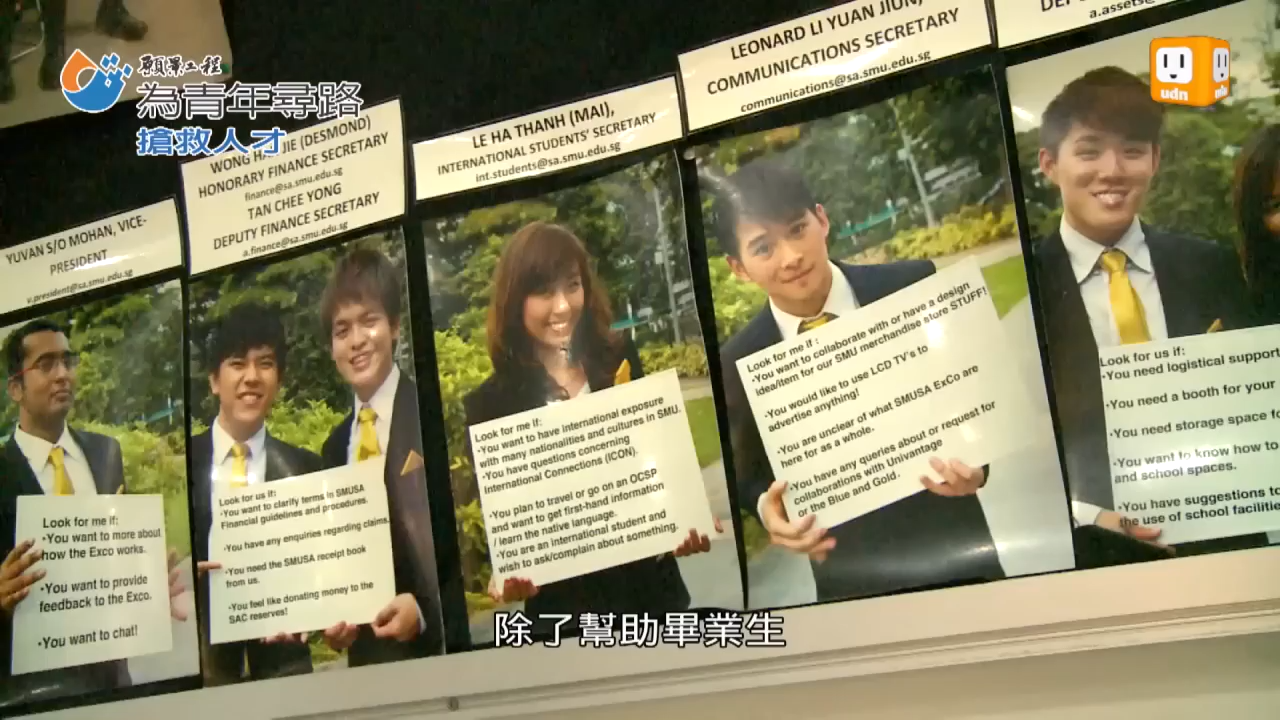 願景工程
為青年尋路
搶救人才
udn
YUVAN S/O MOHAN, VICE-
PRESIDENT
v.president@sa.smu.edu.sg
Look for me if:
•You want to more about
how the Exco works.
•You want to provide
feedback to the Exco.
•You want to chat!
JIE (DESMOND)
HONORARY FINANCE SECRETARY
finance@sa.smu.edu.sg
TAN CHEE YONG
DEPUTY FINANCE SECRETARY
a.finance@sa.smu.edu.sg
Look for us if:
•You want to clarify terms in SMUSA
Financial guidelines and procedures.
•You have any enquiries regarding claims.
•You need the SMUSA receipt book
from us.
•You feel like donating money to the
SAC reserves!
LE HA THANH (MAI),
INTERNATIONAL STUDENTS' SECRETARY
int.students@sa.smu.edu.sg
Look for me if:
•You want to have international exposure
with many nationalities and cultures in SMU.
•You have questions concerning
International Connections (ICON).
•You plan to travel or go on an OCSP
and want to get first-hand information
/ learn the native language.
•You are an international student and
wish to ask/complain about something.
LEONARD LI YUAN JIUN,
COMMUNICATIONS SECRETARY
communications@sa.smu.edu.sg
Look for me if :
•You want to collaborate with or have a design
idea/item for our SMU merchandise store STUFF!
•You would like to use LCD TV's to
advertise anything!
•You are unclear of what SMUSA ExCo are
here for as a whole.
•You have any queries about or request for
collaborations with Univantage
or the Blue and Gold.
a.assets@
Look for us if:
•You need logistical support
•You need a booth for your
•You need storage space
•You want to know how to
and school spaces.
•You have suggestions to
the use of school facilities
除了幫助畢業生